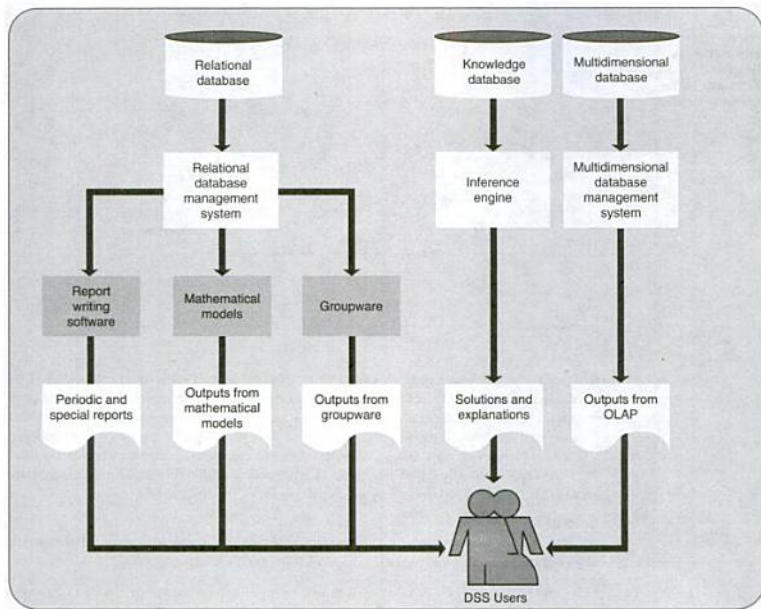 Relational
database
Knowledge
database
Multidimensional
database
Relational
database
management
system
Inference
engine
Multidimensional
database
management
system
Report
writing
software
Mathematical
models
Groupware
Periodic and
special reports
Outputs from
mathematical
models
Outputs from
groupware
Solutions and
explanations
Outputs from
OLAP
DSS Users